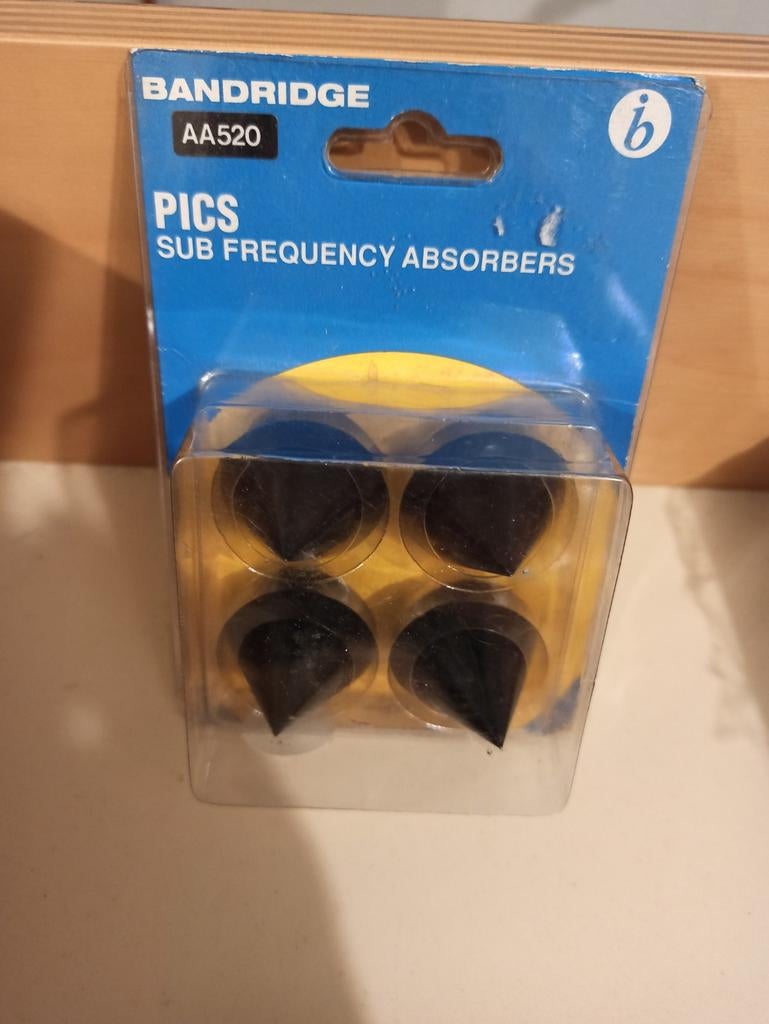 BANDRIDGE
AA520
b
PICS
SUB FREQUENCY ABSORBERS